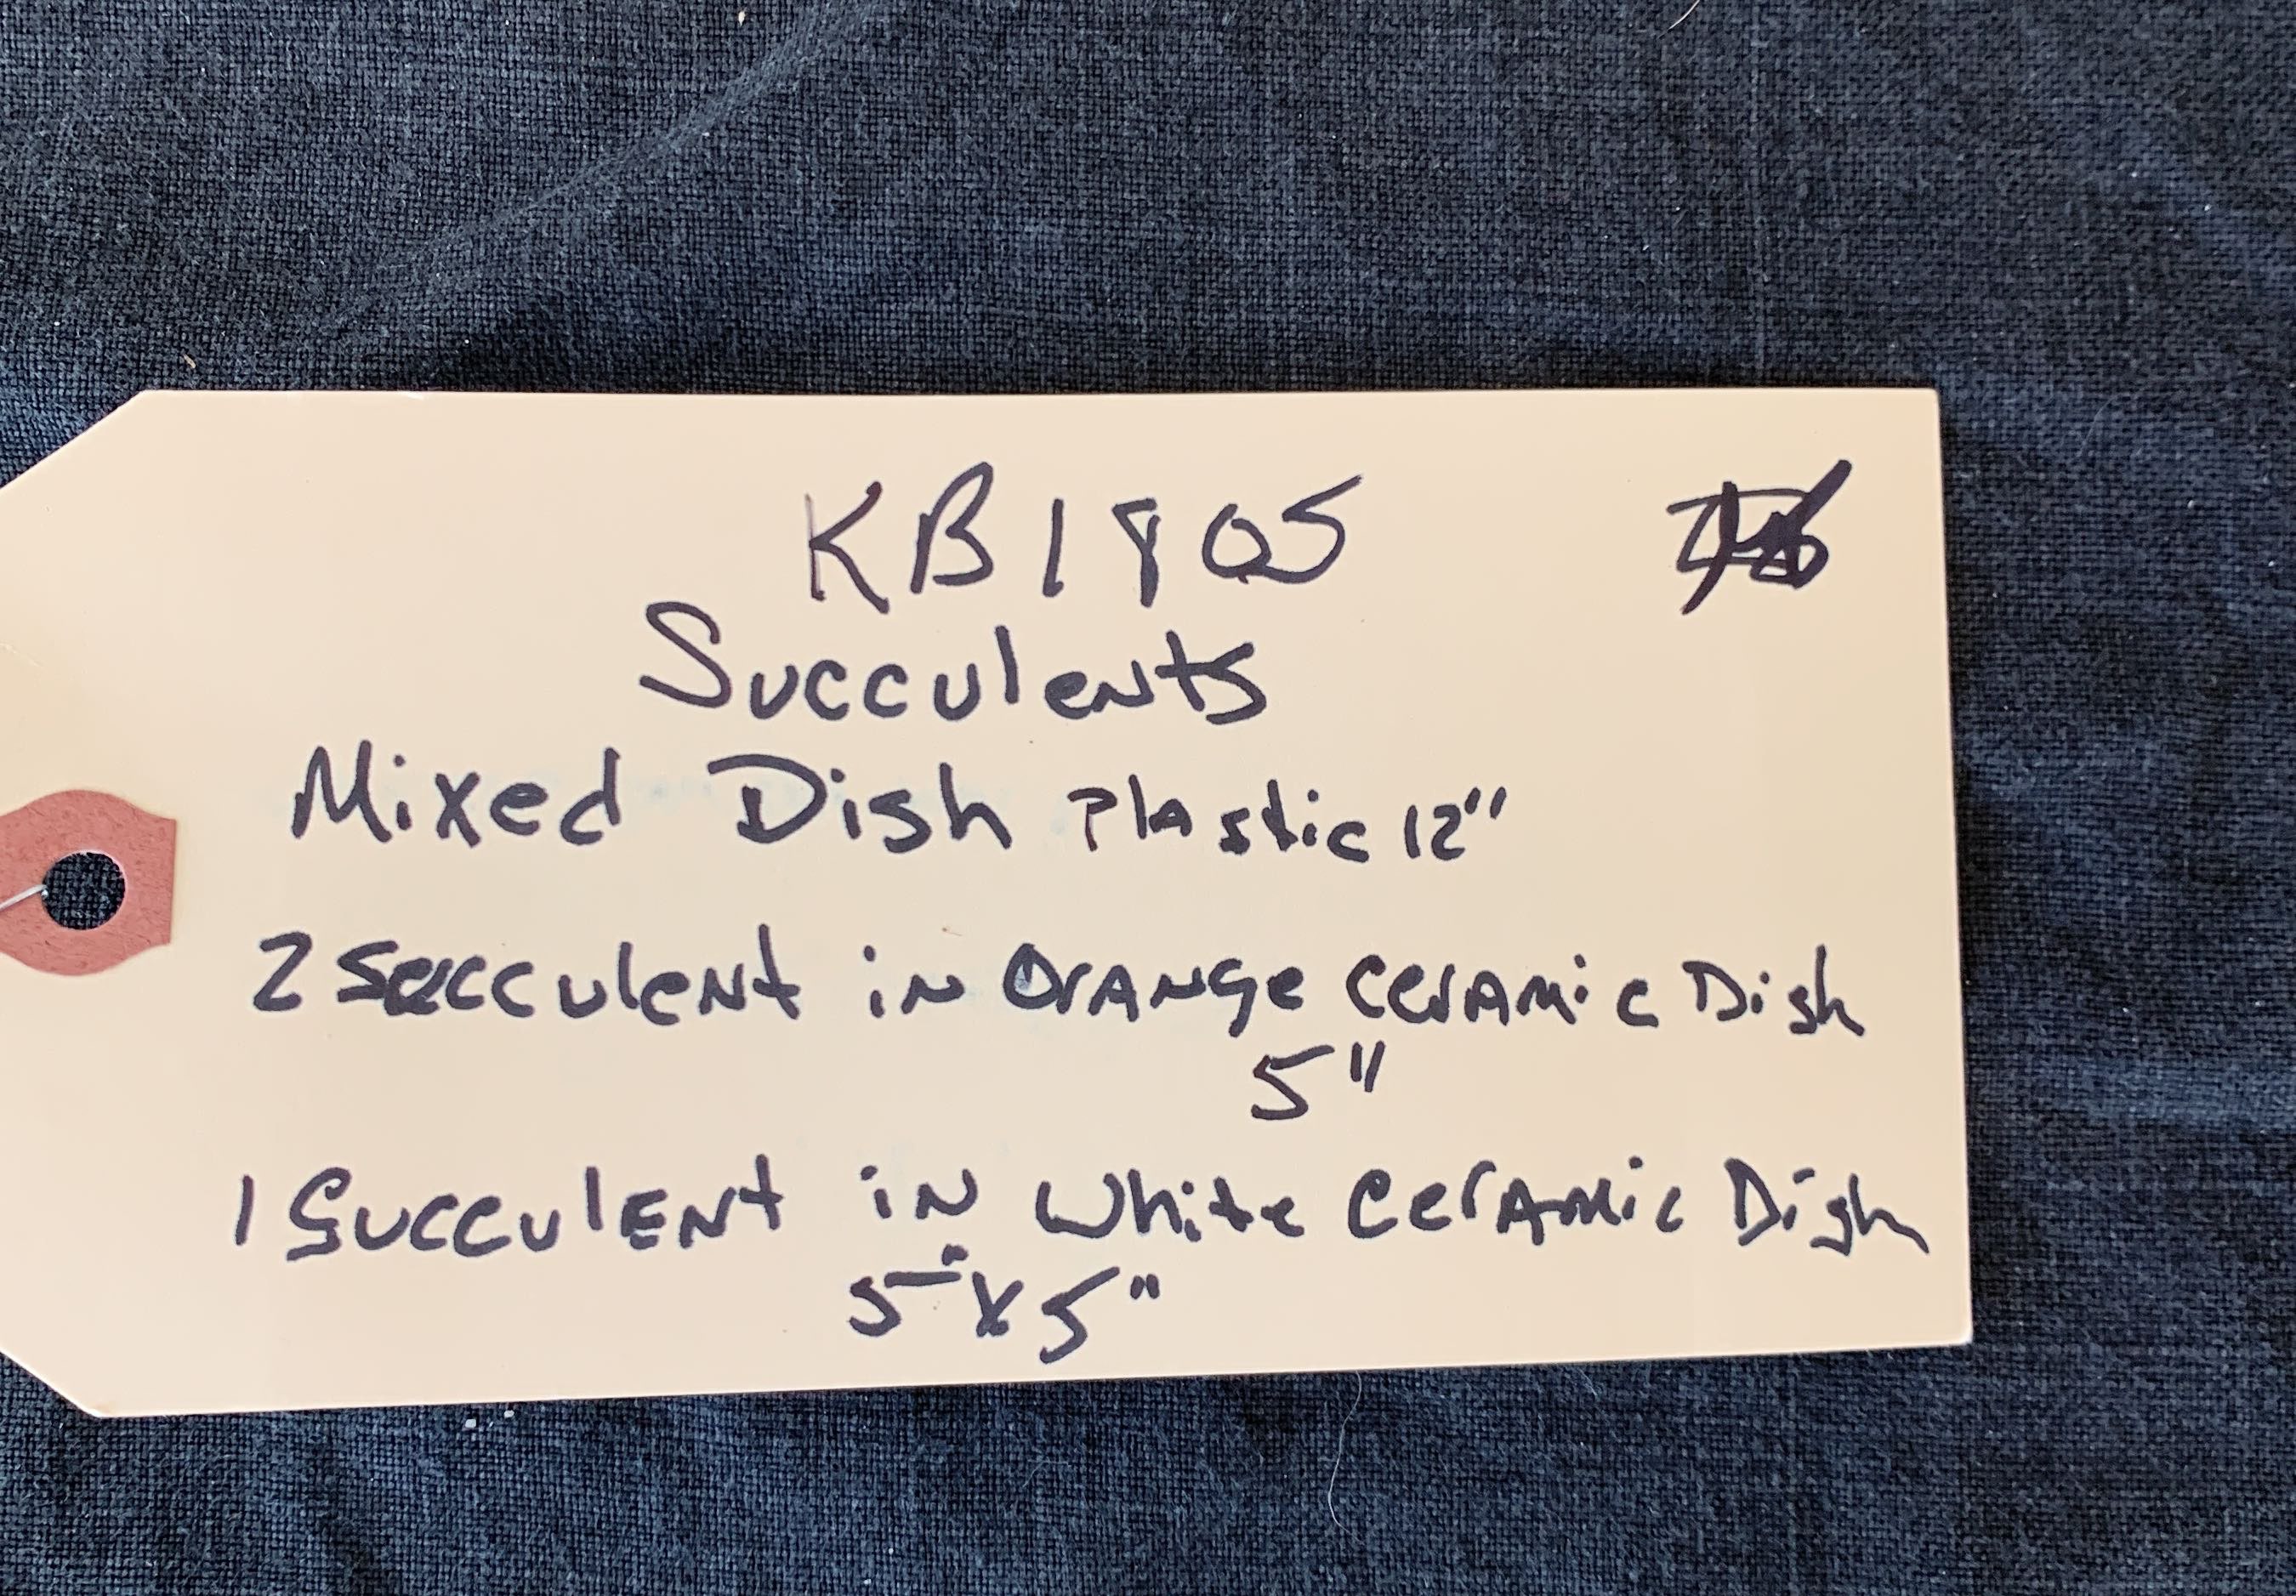 KB1805
Succulents
Mixed Dish Plastic 12"
2 Succulent in Orange Ceramic Dish
5"
1 Succulent in White Ceramic Dish
5" x 5"